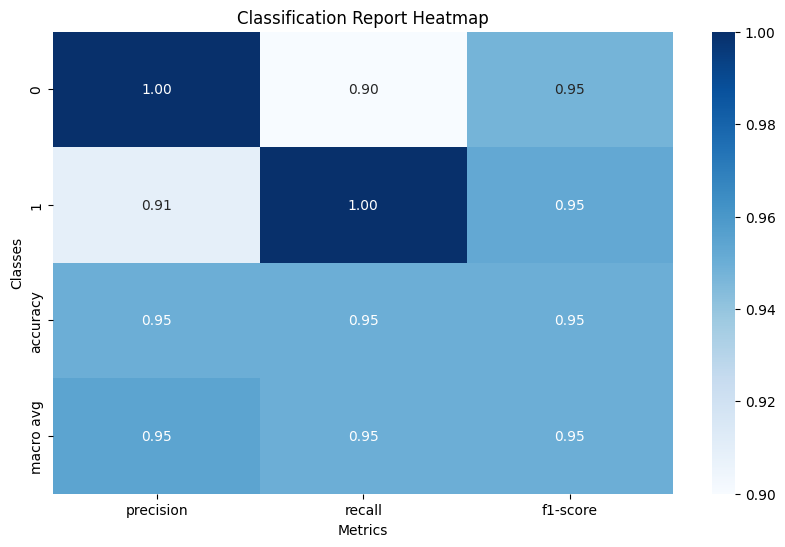 Classification Report Heatmap
Classes
0 1.00 0.90 0.95
1 0.91 1.00 0.95
accuracy 0.95 0.95 0.95
macro avg 0.95 0.95 0.95
precision recall f1-score
Metrics
1.00
0.98
0.96
0.94
0.92
0.90